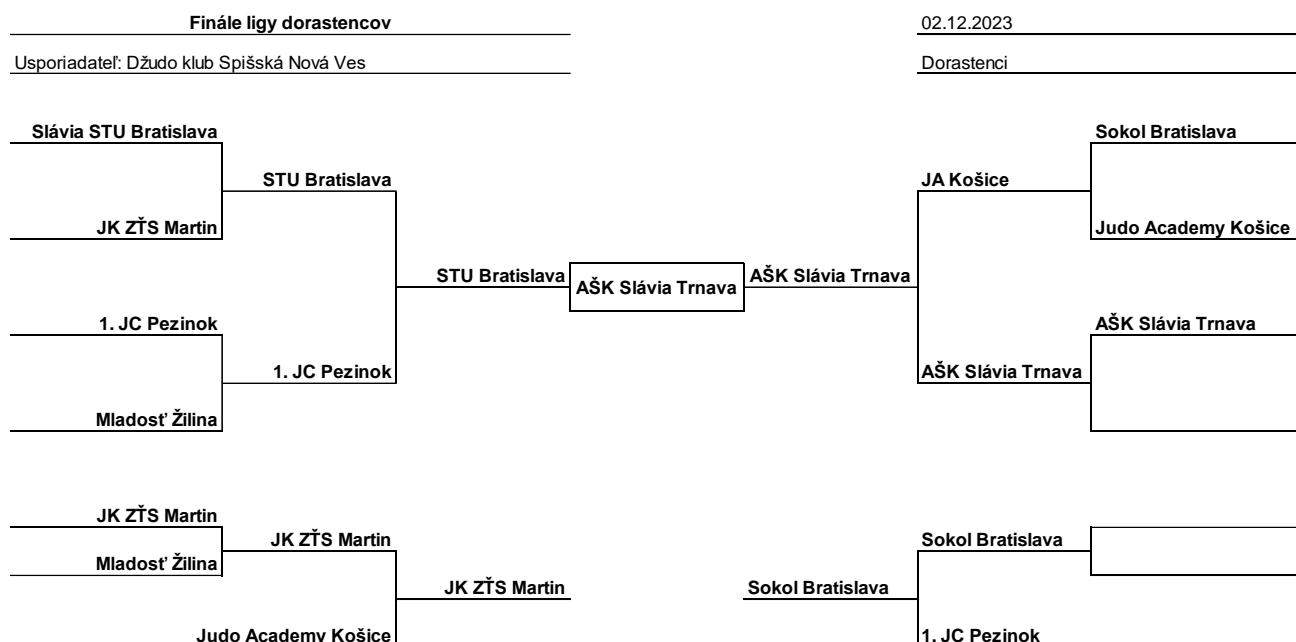 Finále ligy dorastencov
02.12.2023
Usporiadateľ: Džudo klub Spišská Nová Ves
Dorastenci
Slávia STU Bratislava
Sokol Bratislava
STU Bratislava
JA Košice
JK ZŤS Martin
Judo Academy Košice
STU Bratislava
AŠK Slávia Trnava
AŠK Slávia Trnava
1. JC Pezinok
AŠK Slávia Trnava
1. JC Pezinok
AŠK Slávia Trnava
Mladosť Žilina
JK ZŤS Martin
JK ZŤS Martin
Sokol Bratislava
Mladosť Žilina
JK ZŤS Martin
Sokol Bratislava
Judo Academy Košice
1. JC Pezinok